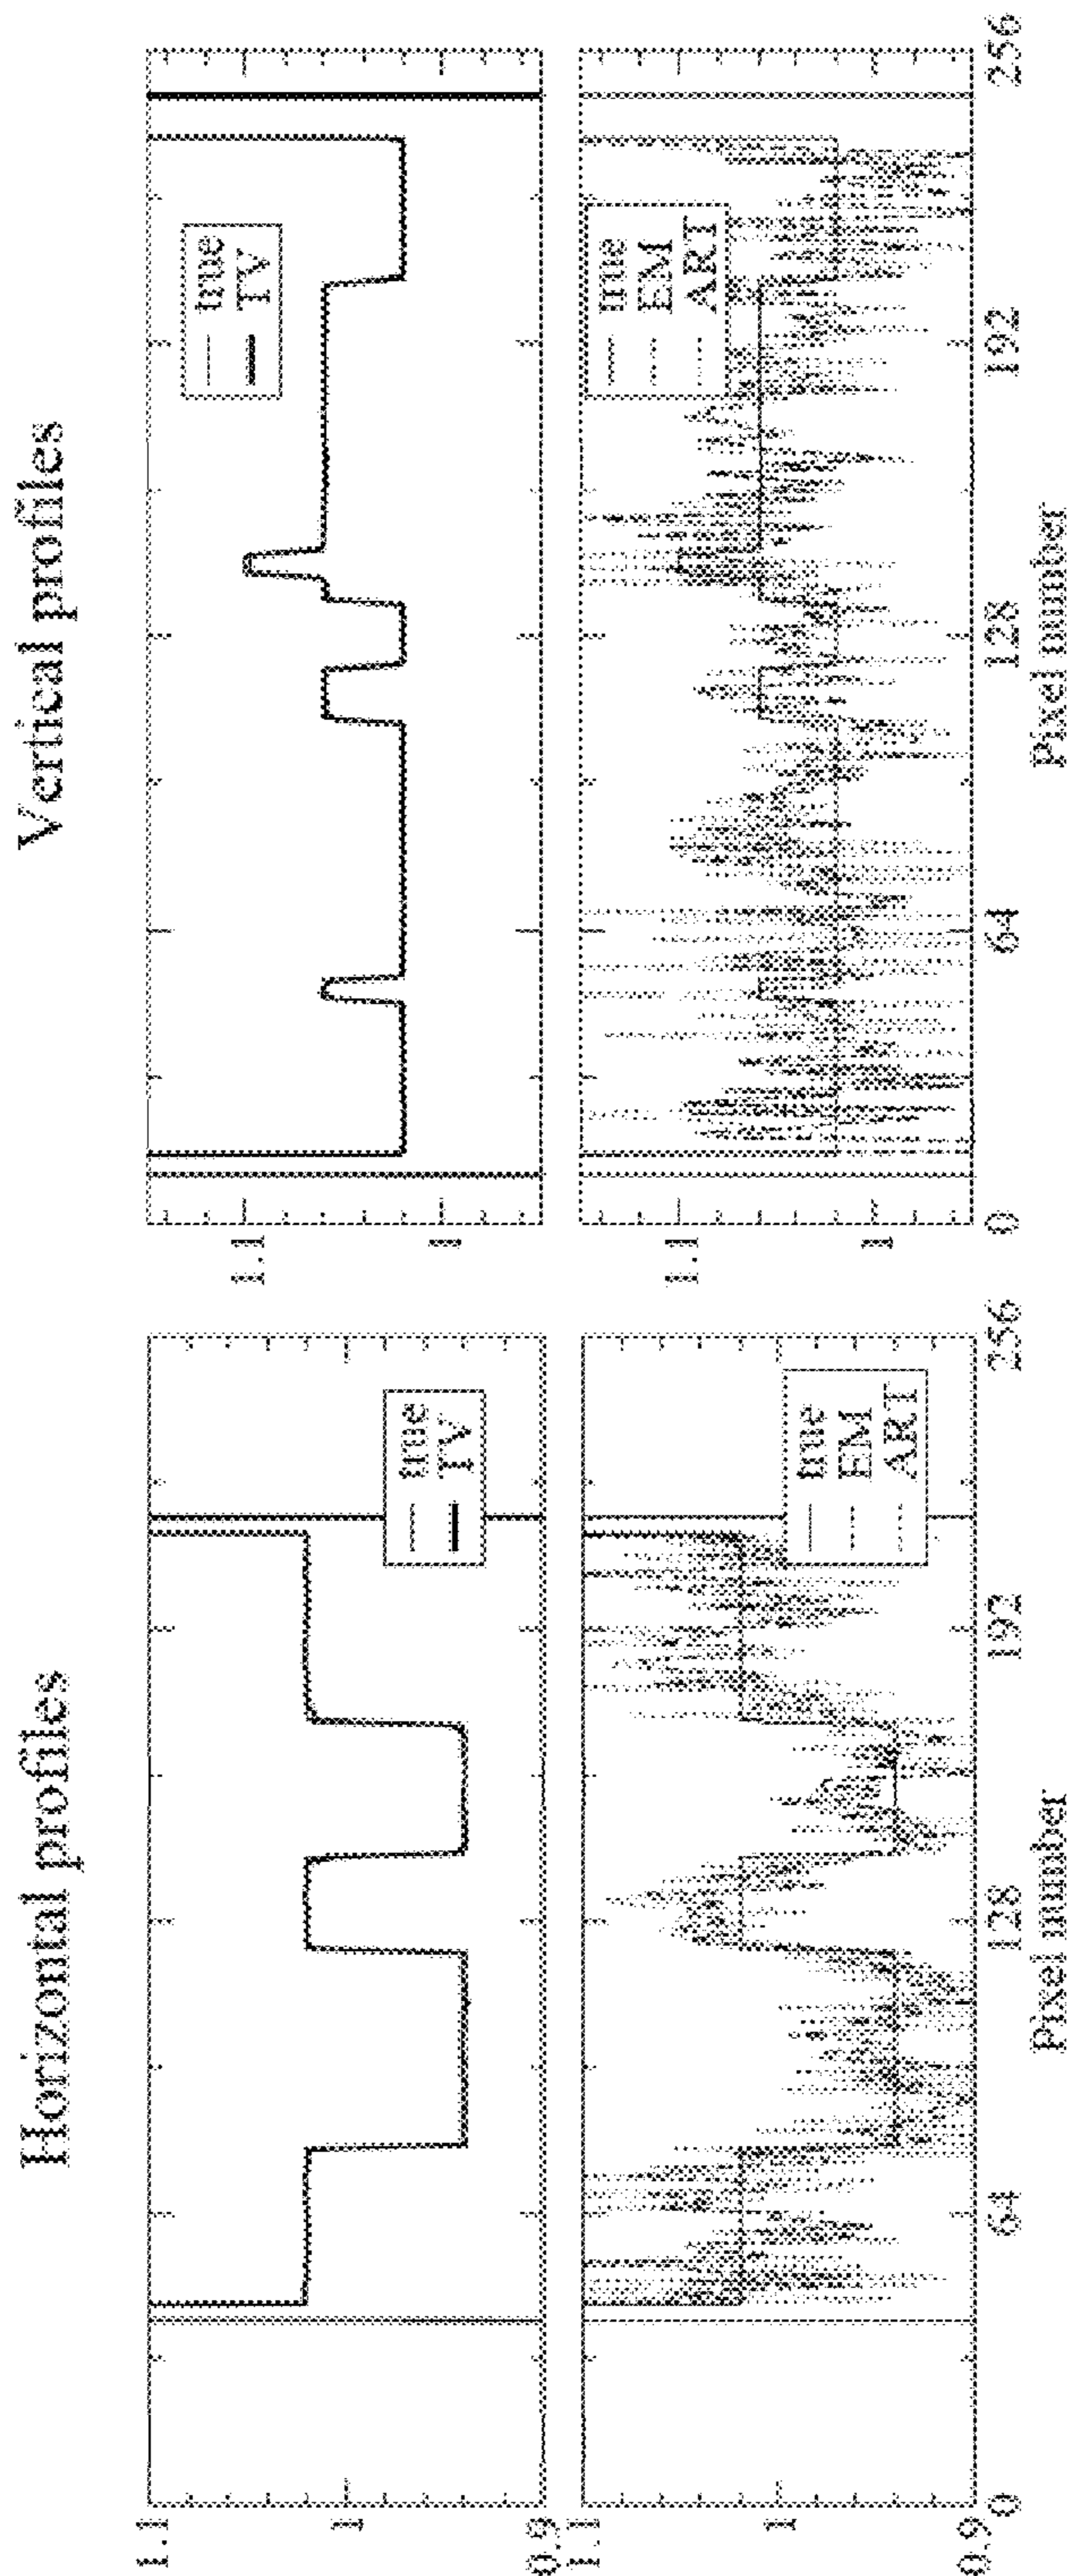 Horizontal profiles
1.1
1
0.9
true
TV
1.1
1
0.9
true
EM
ART
0
64
128
192
256
Pixel number
Vertical profiles
1.1
1
true
TV
1.1
1
true
EM
ART
0
64
128
192
256
Pixel number